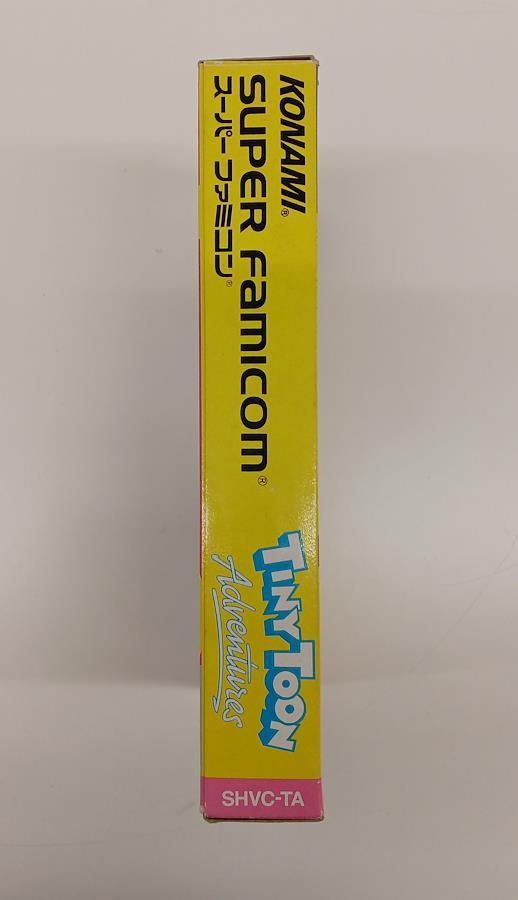 KONAMI®
SUPER FAMICOM®
スーパーファミコン®
TINY TOON
Adventures
SHVC-TA